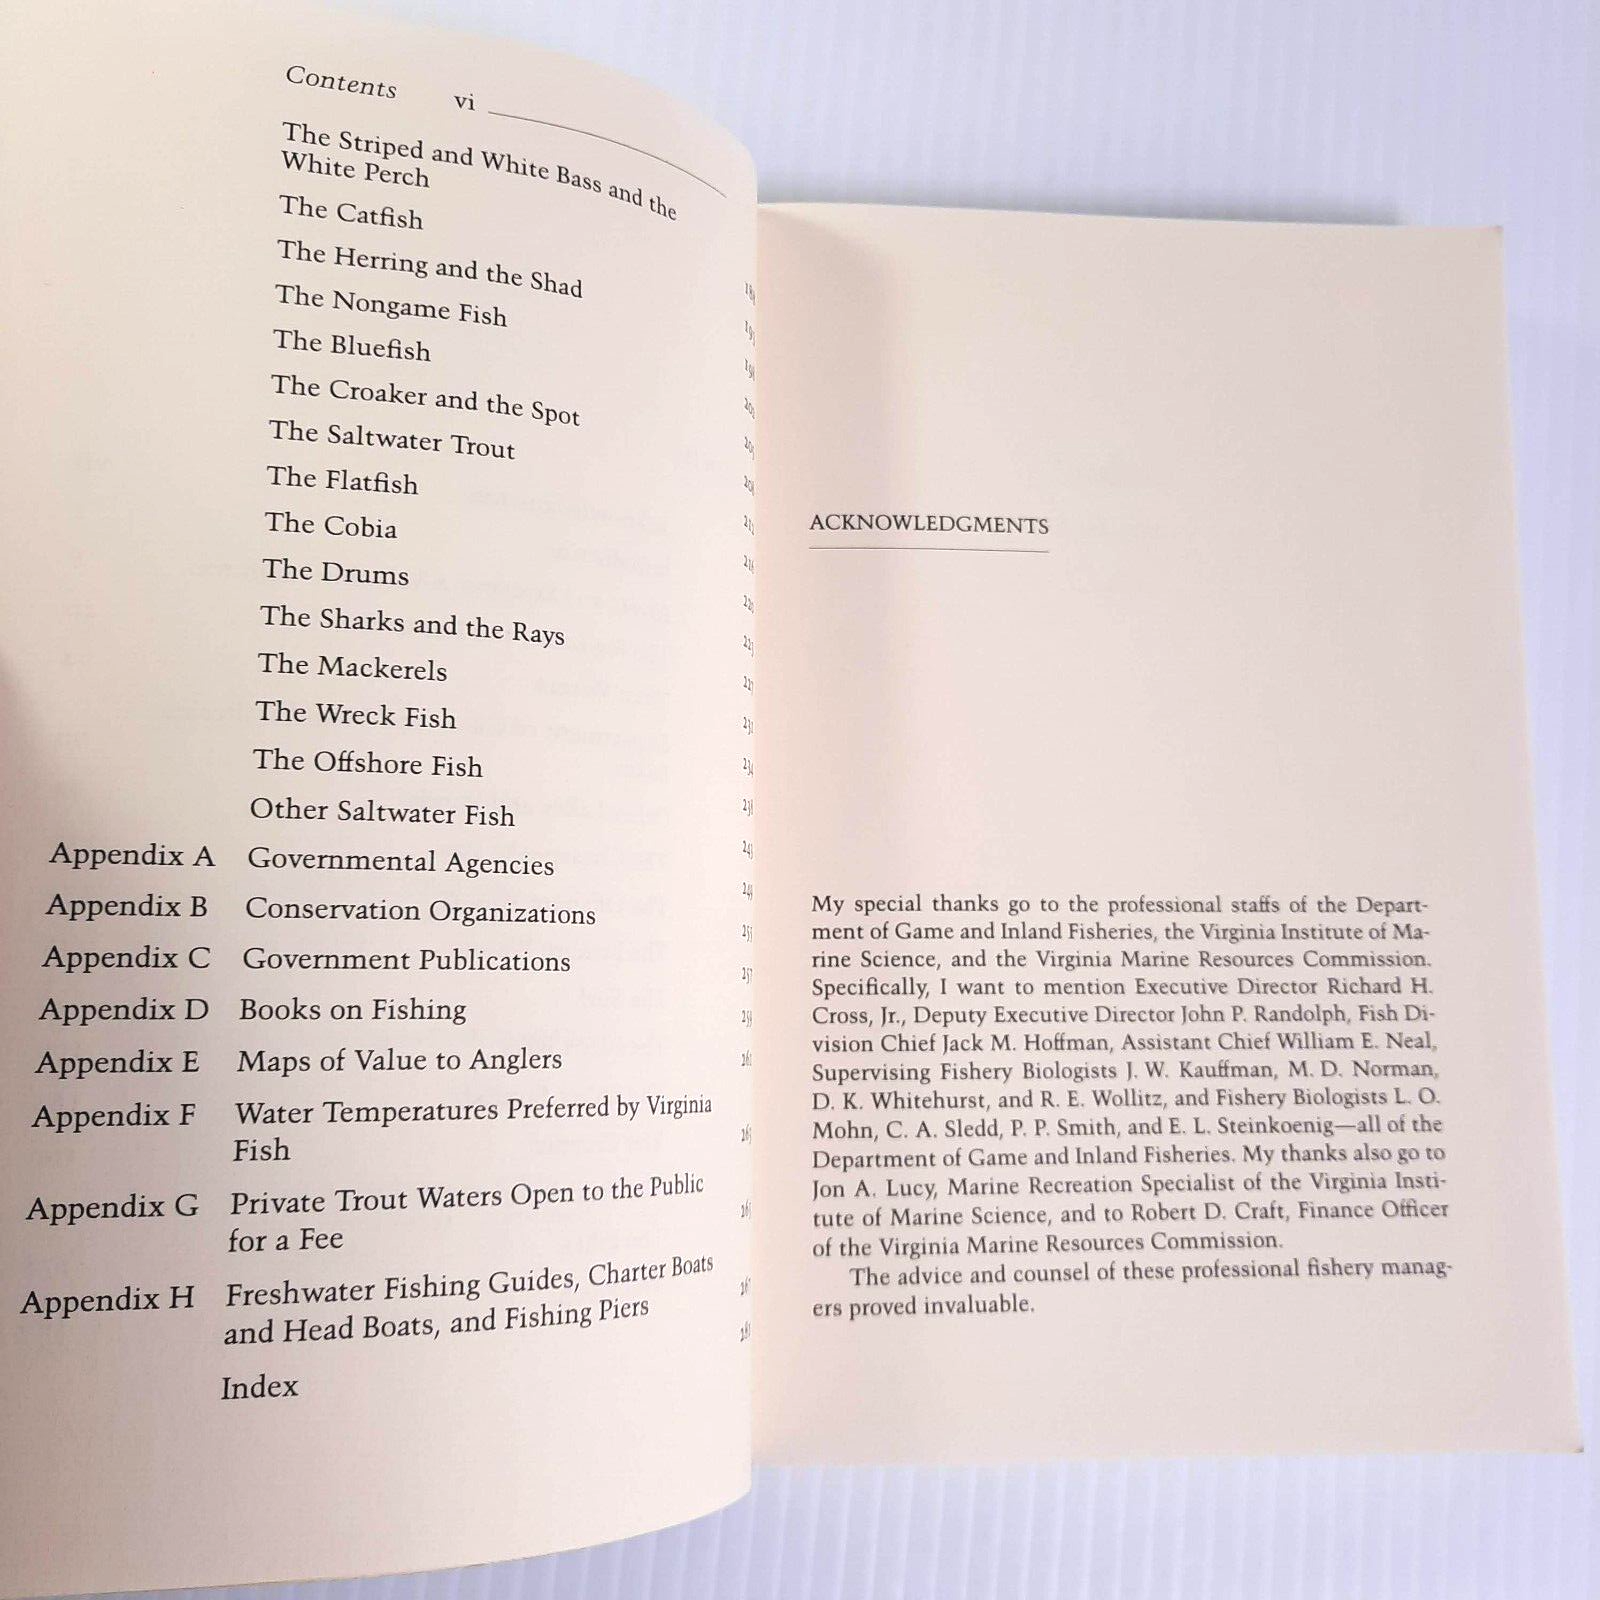 Contents vi
The Striped and White Bass and the
White Perch
The Catfish
The Herring and the Shad
The Nongame Fish
The Bluefish
The Croaker and the Spot
The Saltwater Trout
The Flatfish
The Cobia
The Drums
The Sharks and the Rays
The Mackerels
The Wreck Fish
The Offshore Fish
Other Saltwater Fish
Appendix A Governmental Agencies
Appendix B Conservation Organizations
Appendix C Government Publications
Appendix D Books on Fishing
Appendix E Maps of Value to Anglers
Appendix F Water Temperatures Preferred by Virginia
Fish
Appendix G Private Trout Waters Open to the Public
for a Fee
Appendix H Freshwater Fishing Guides, Charter Boats
and Head Boats, and Fishing Piers
Index
ACKNOWLEDGMENTS
My special thanks go to the professional staffs of the Depart-
ment of Game and Inland Fisheries, the Virginia Institute of Ma-
rine Science, and the Virginia Marine Resources Commission.
Specifically, I want to mention Executive Director Richard H.
Cross, Jr., Deputy Executive Director John P. Randolph, Fish Di-
vision Chief Jack M. Hoffman, Assistant Chief William E. Neal,
Supervising Fishery Biologists J. W. Kauffman, M. D. Norman,
D. K. Whitehurst, and R. E. Wollitz, and Fishery Biologists L. O.
Mohn, C. A. Sledd, P. P. Smith, and E. L. Steinkoenig—all of the
Department of Game and Inland Fisheries. My thanks also go to
Jon A. Lucy, Marine Recreation Specialist of the Virginia Insti-
tute of Marine Science, and to Robert D. Craft, Finance Officer
of the Virginia Marine Resources Commission.
The advice and counsel of these professional fishery manag-
ers proved invaluable.